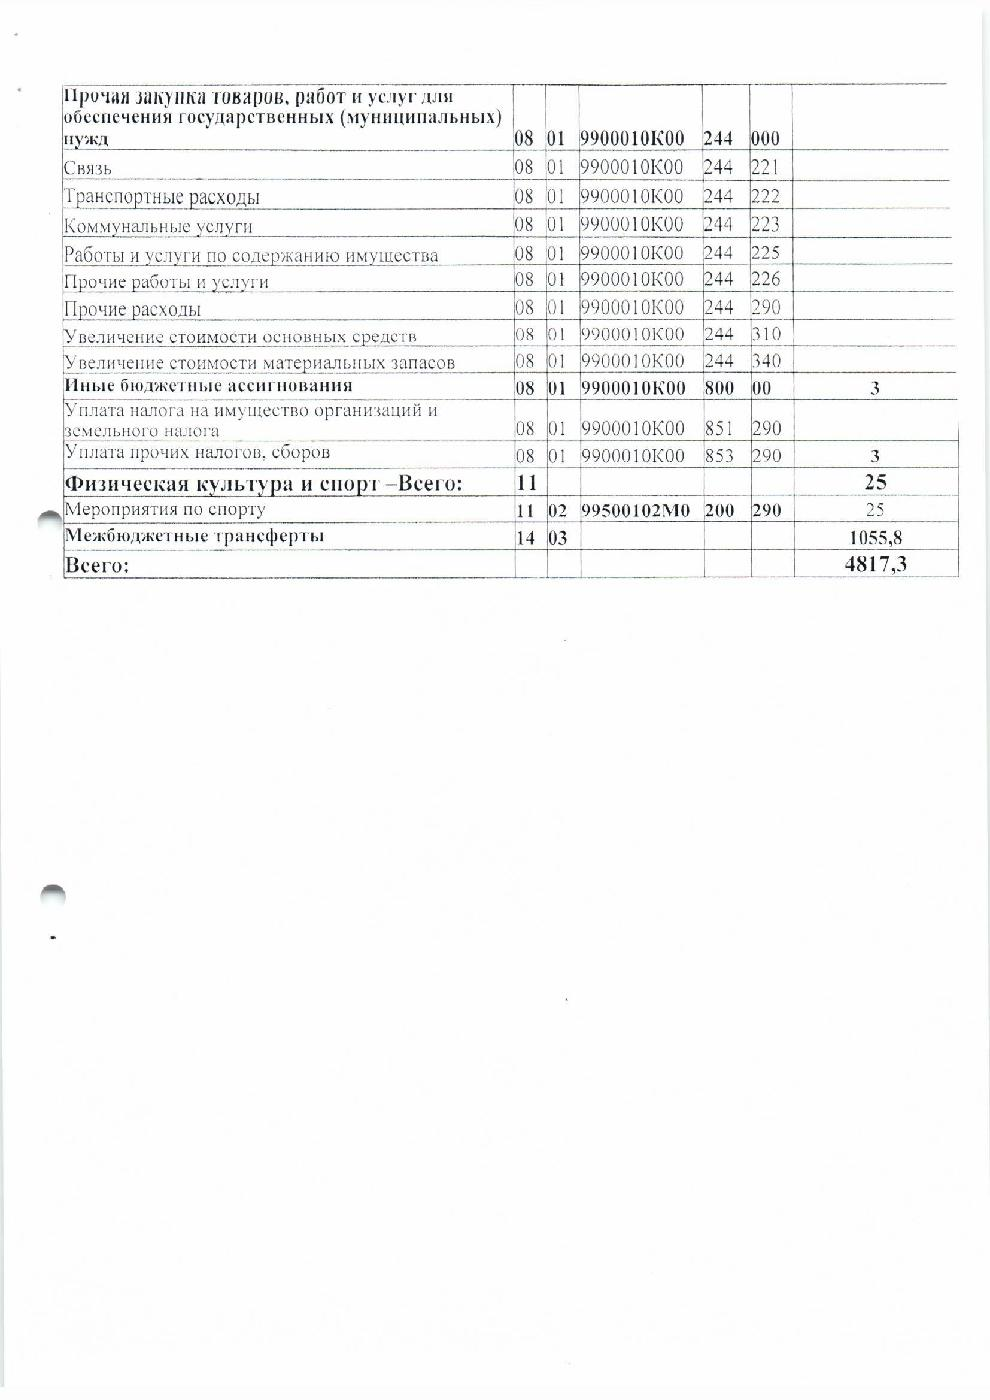 Прочая закупка товаров, работ и услуг для
обеспечения государственных (муниципальных)
нужд 08 01 9900010К00 244 000
Связь 08 01 9900010К00 244 221
Транспортные расходы 08 01 9900010К00 244 222
Коммунальные услуги 08 01 9900010К00 244 223
Работы и услуги по содержанию имущества 08 01 9900010К00 244 225
Прочие работы и услуги 08 01 9900010К00 244 226
Прочие расходы 08 01 9900010К00 244 290
Увеличение стоимости основных средств 08 01 9900010К00 244 310
Увеличение стоимости материальных запасов 08 01 9900010К00 244 340
Иные бюджетные ассигнования 08 01 9900010К00 800 00 3
Уплата налога на имущество организаций и
земельного налога 08 01 9900010К00 851 290
Уплата прочих налогов, сборов 08 01 9900010К00 853 290 3
Физическая культура и спорт –Всего: 11 25
Мероприятия по спорту 11 02 99500102М0 200 290 25
Межбюджетные трансферты 14 03 1055,8
Всего: 4817,3